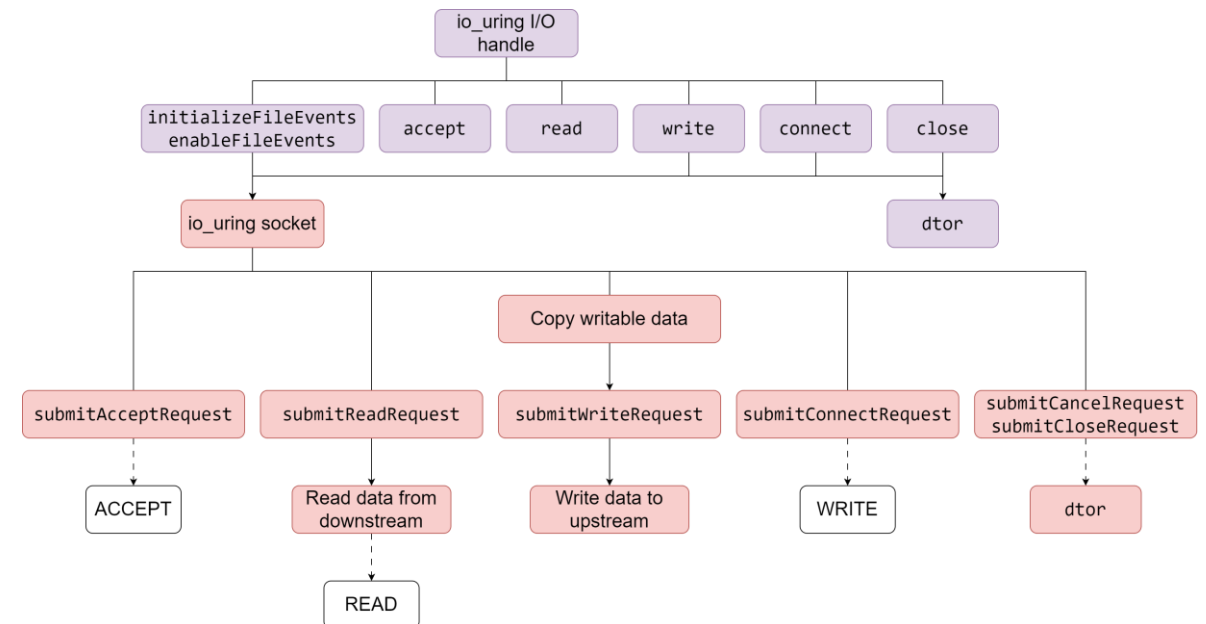 io_uring I/O
handle
initializeFileEvents
enableFileEvents
accept
read
write
connect
close
io_uring socket
dtor
Copy writable data
submitAcceptRequest
submitReadRequest
submitWriteRequest
submitConnectRequest
submitCancelRequest
submitCloseRequest
ACCEPT
Read data from
downstream
Write data to
upstream
WRITE
dtor
READ